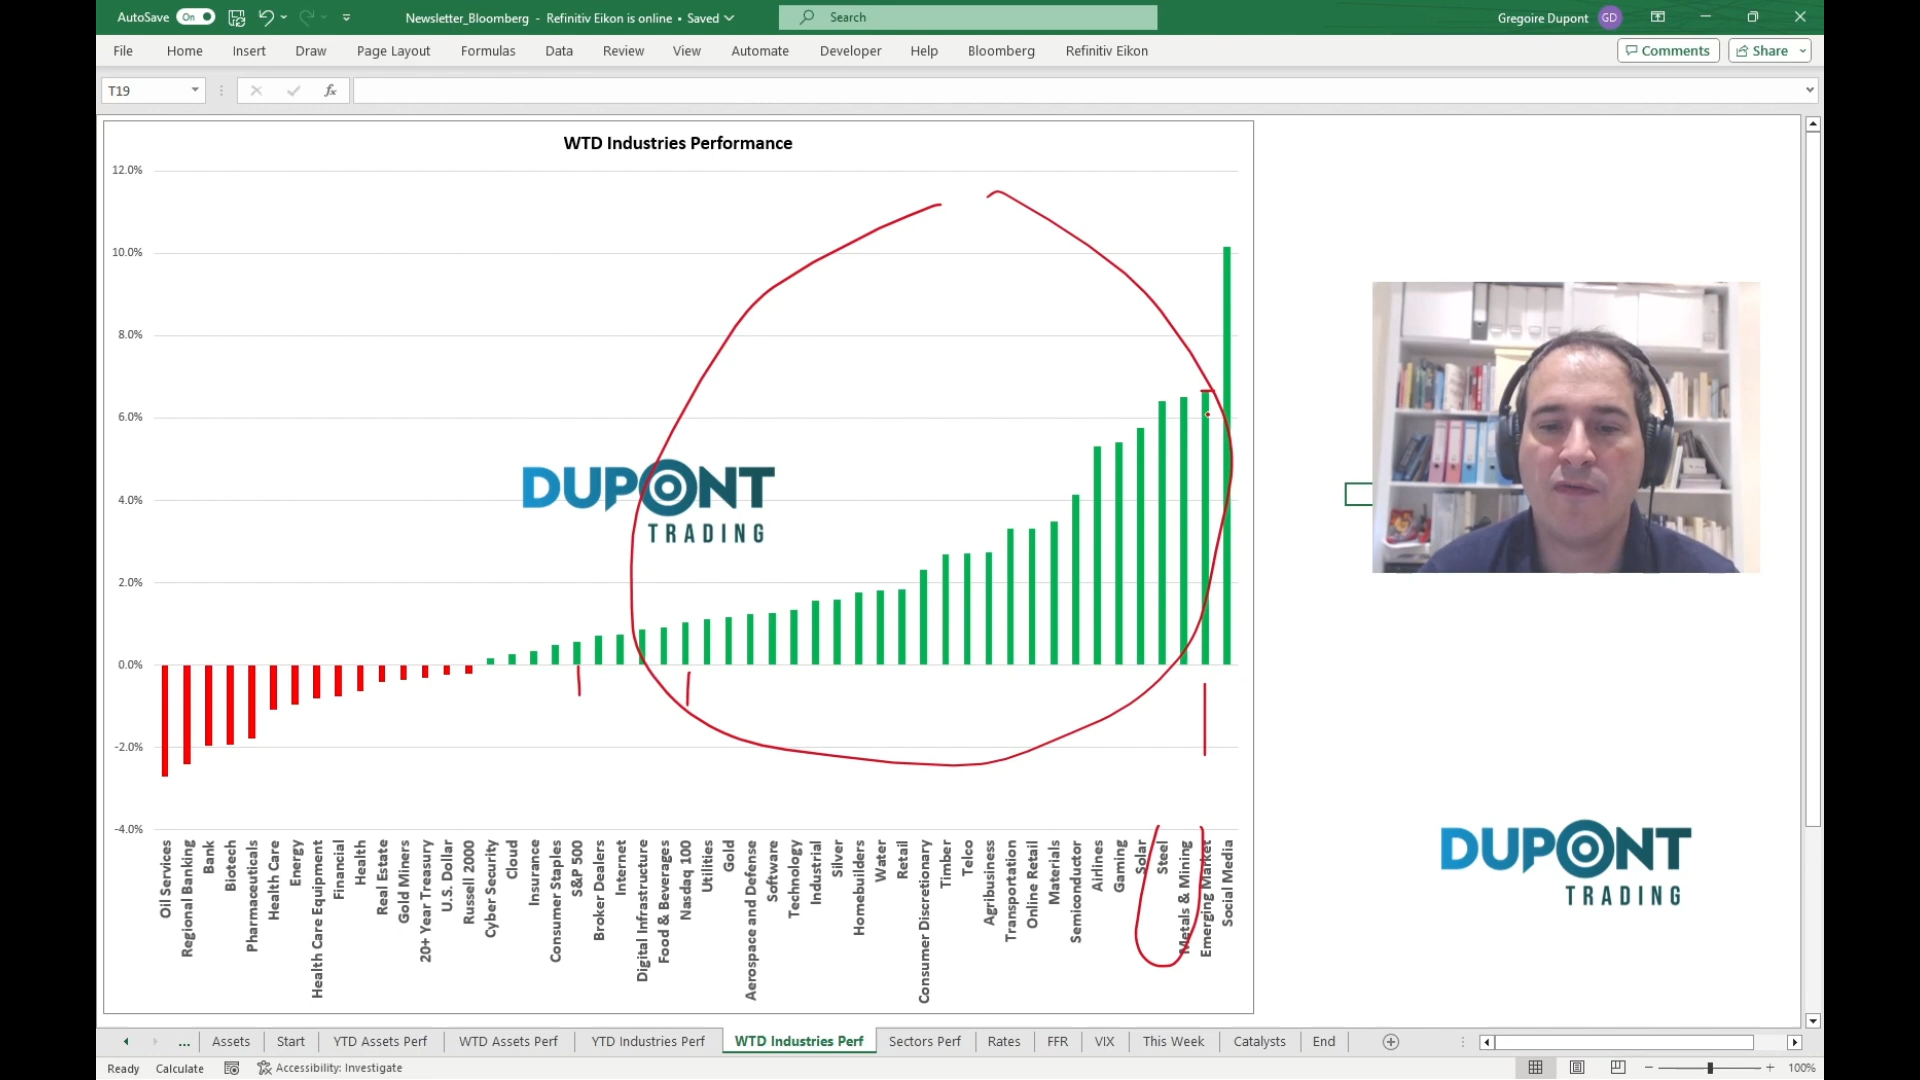 AutoSave On Newsletter_Bloomberg - Refinitiv Eikon is online • Saved Search Gregoire Dupont GD
File Home Insert Draw Page Layout Formulas Data Review View Automate Developer Help Bloomberg Refinitiv Eikon Comments Share
T19 fx
WTD Industries Performance
12.0%
10.0%
8.0%
6.0%
4.0%
2.0%
0.0%
-2.0%
-4.0%
DUPONT
TRADING
Oil Services
Regional Banking
Bank
Biotech
Pharmaceuticals
Health Care
Energy
Health Care Equipment
Financial
Health
Real Estate
Gold Miners
20+ Year Treasury
U.S. Dollar
Russell 2000
Cyber Security
Cloud
Insurance
Consumer Staples
S&P 500
Broker Dealers
Internet
Digital Infrastructure
Food & Beverages
Nasdaq 100
Utilities
Gold
Aerospace and Defense
Software
Technology
Industrial
Silver
Homebuilders
Water
Retail
Consumer Discretionary
Timber
Telco
Agribusiness
Transportation
Online Retail
Materials
Semiconductor
Airlines
Gaming
Solar
Steel
Metals & Mining
Emerging Market
Social Media
DUPONT
TRADING
... Assets Start YTD Assets Perf WTD Assets Perf YTD Industries Perf WTD Industries Perf Sectors Perf Rates FFR VIX This Week Catalysts End
Ready Calculate Accessibility: Investigate 100%